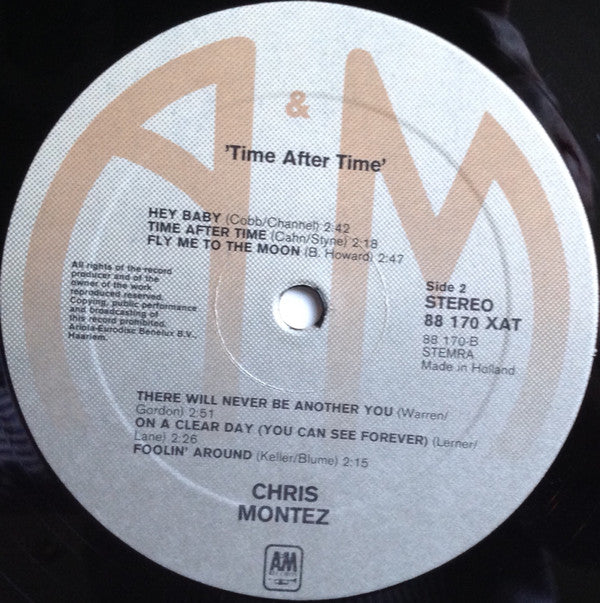 A & M
'Time After Time'
HEY BABY (Cobb/Channel) 2:42
TIME AFTER TIME (Cahn/Styne) 2:18
FLY ME TO THE MOON (B. Howard) 2:47
All rights of the record
producer and of the
owner of the work
reproduced reserved.
Copying, public performance
and broadcasting of
this record prohibited.
Ariola-Eurodisc Benelux B.V.,
Haarlem.
Side 2
STEREO
88 170 XAT
88 170-B
STEMRA
Made in Holland
THERE WILL NEVER BE ANOTHER YOU (Warren/
Gordon) 2:51
ON A CLEAR DAY (YOU CAN SEE FOREVER) (Lerner/
Lane) 2:26
FOOLIN' AROUND (Keller/Blume) 2:15
CHRIS
MONTEZ
AM
RECORDS